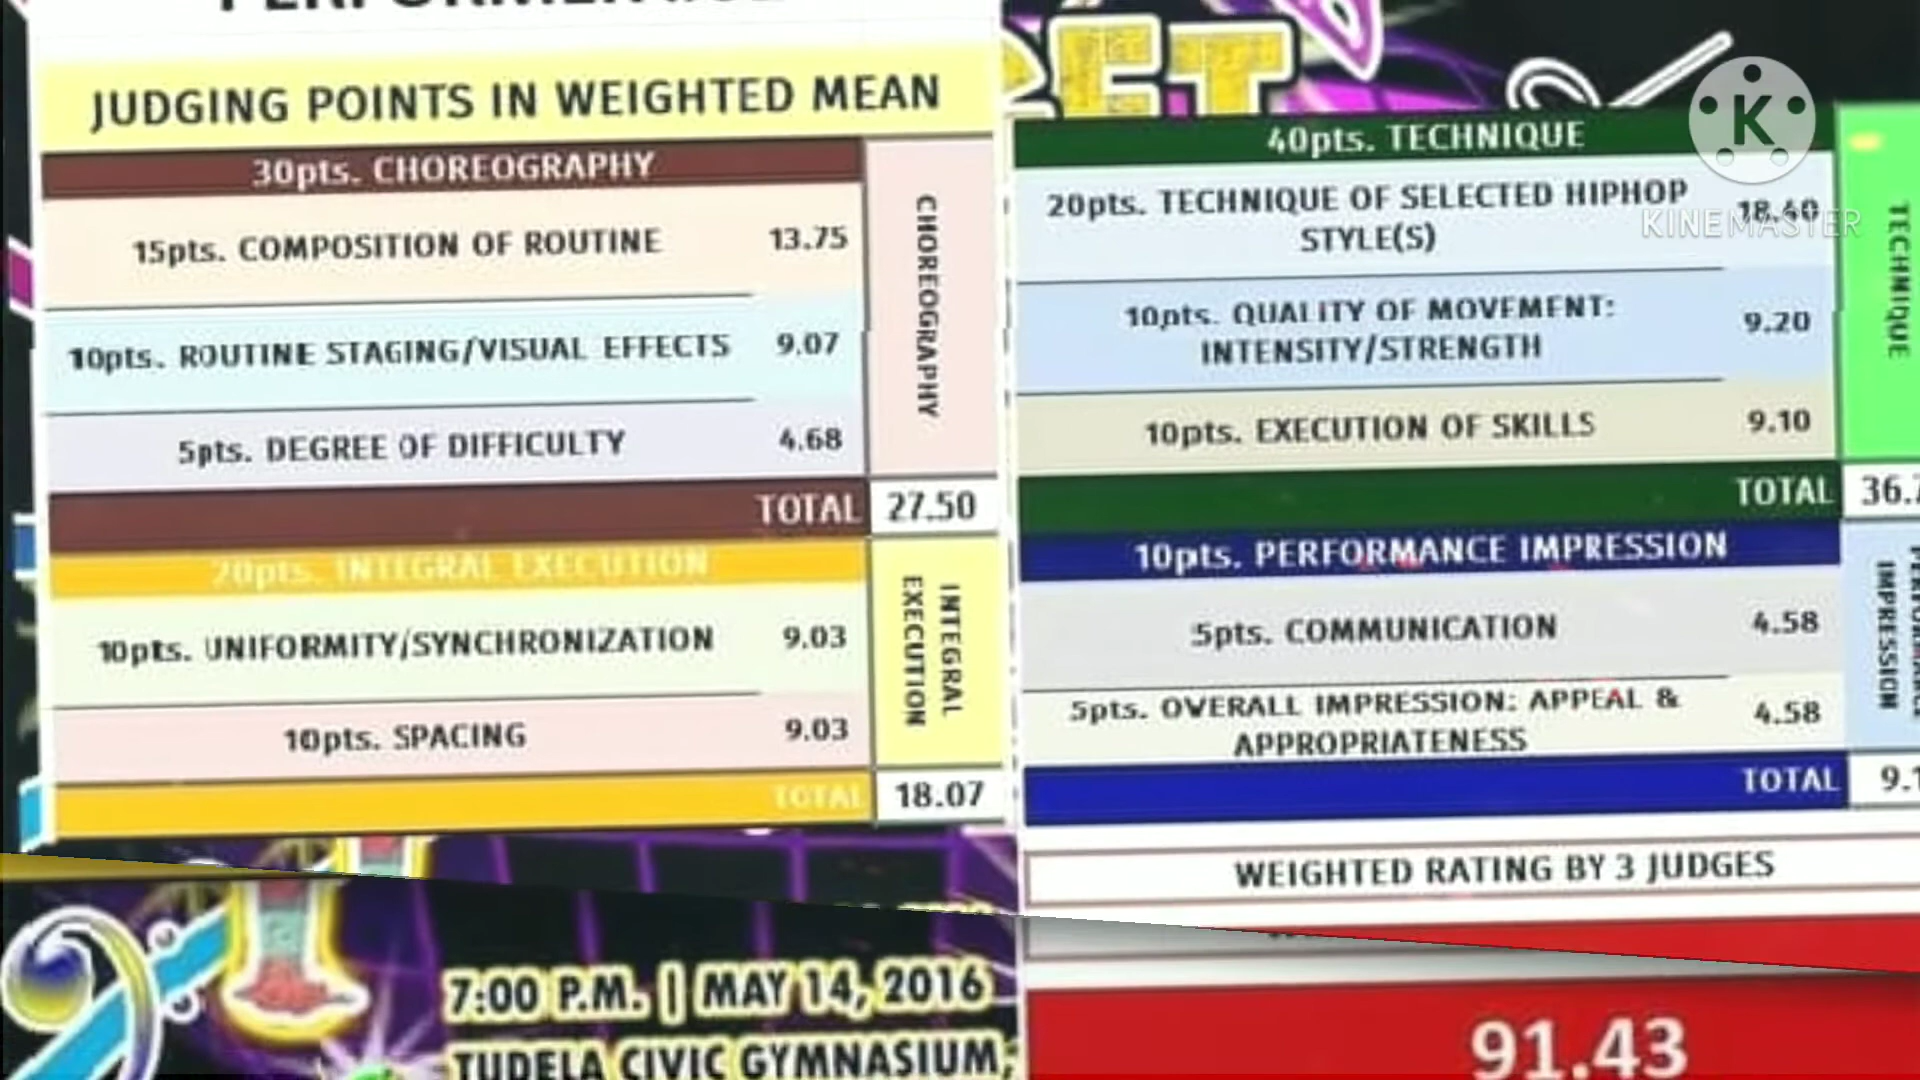 JUDGING POINTS IN WEIGHTED MEAN
30pts. CHOREOGRAPHY
15pts. COMPOSITION OF ROUTINE 13.75
10pts. ROUTINE STAGING/VISUAL EFFECTS 9.07
5pts. DEGREE OF DIFFICULTY 4.68
CHOREOGRAPHY
TOTAL 27.50
20pts. INTEGRAL EXECUTION
10pts. UNIFORMITY/SYNCHRONIZATION 9.03
10pts. SPACING 9.03
INTEGRAL
EXECUTION
TOTAL 18.07
7:00 P.M. | MAY 14, 2016
TUDELA CIVIC GYMNASIUM,
40pts. TECHNIQUE
20pts. TECHNIQUE OF SELECTED HIPHOP
STYLE(S)
18.40
10pts. QUALITY OF MOVEMENT:
INTENSITY/STRENGTH
9.20
10pts. EXECUTION OF SKILLS 9.10
TECHNIQUE
TOTAL 36.7
10pts. PERFORMANCE IMPRESSION
5pts. COMMUNICATION 4.58
5pts. OVERALL IMPRESSION: APPEAL &
APPROPRIATENESS
4.58
IMPRESSION
TOTAL 9.1
WEIGHTED RATING BY 3 JUDGES
91.43
K
KINEMASTER